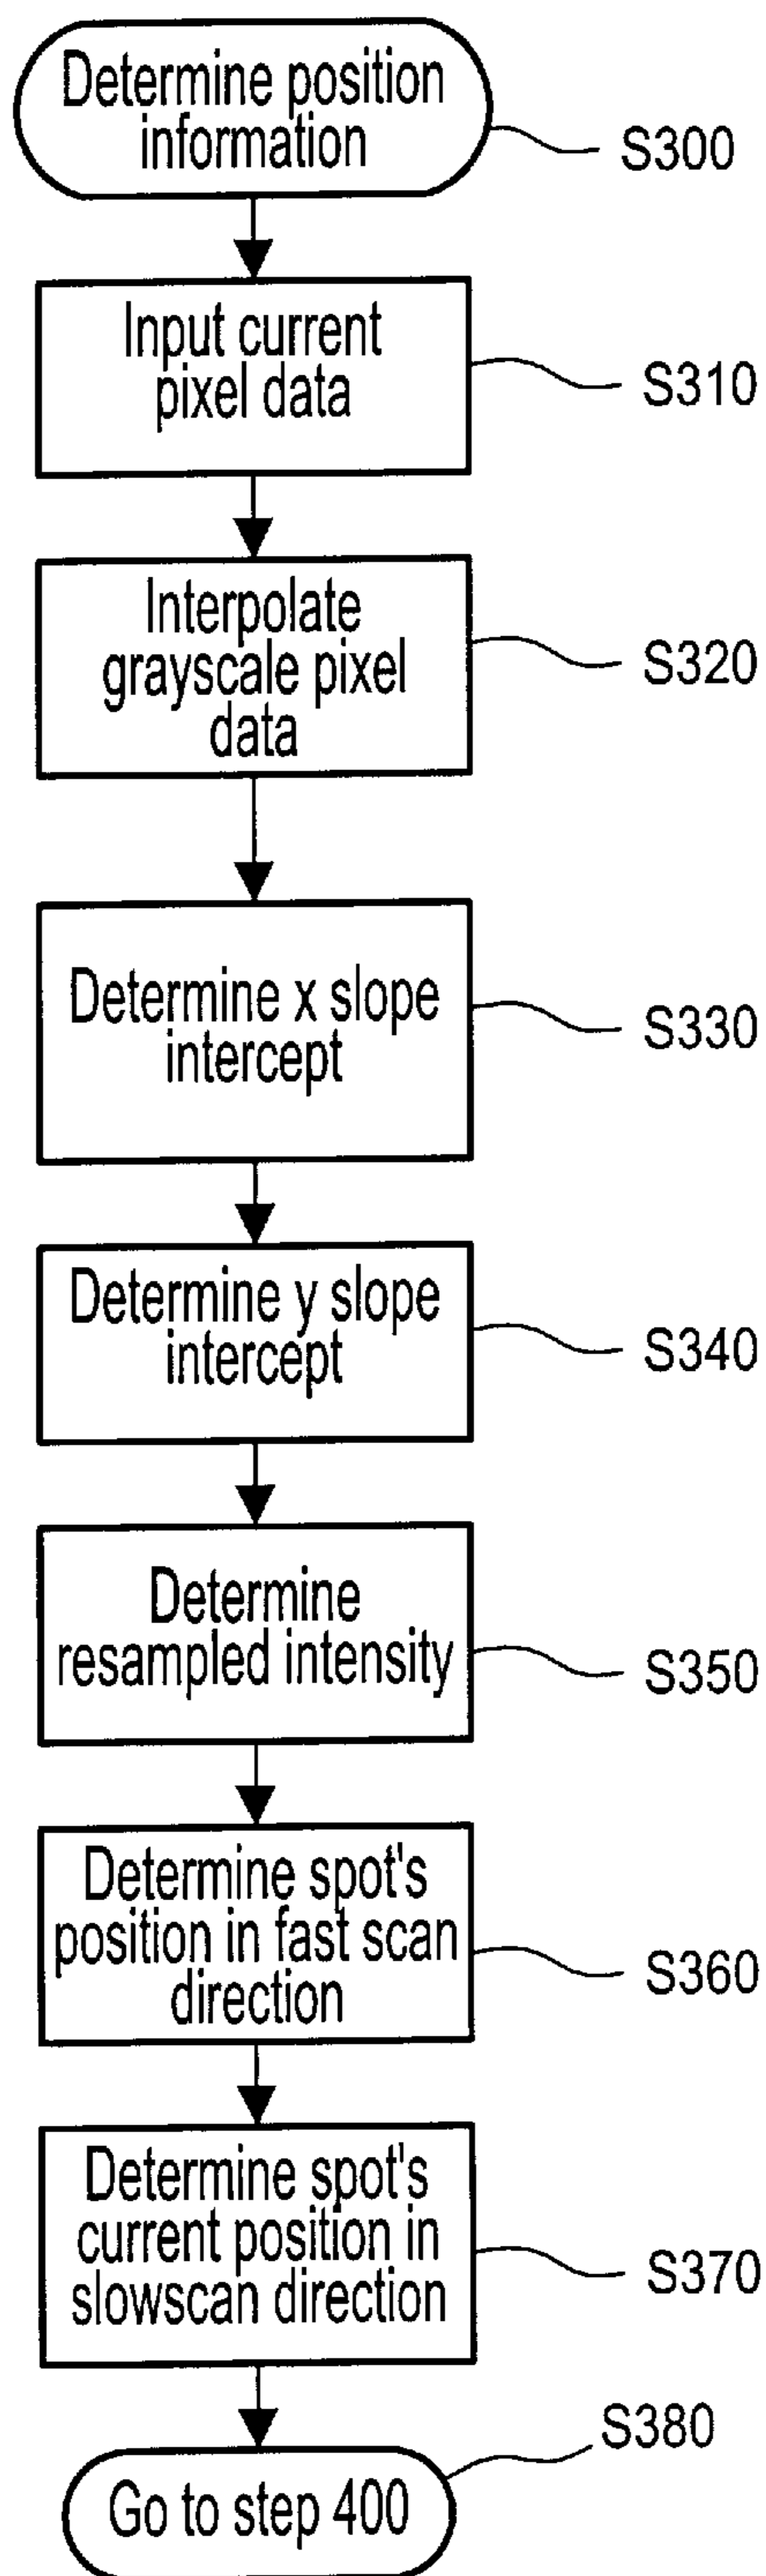 Determine position
information
S300
Input current
pixel data
S310
Interpolate
grayscale pixel
data
S320
Determine x slope
intercept
S330
Determine y slope
intercept
S340
Determine
resampled intensity
S350
Determine spot's
position in fast scan
direction
S360
Determine spot's
current position in
slowscan direction
S370
S380
Go to step 400